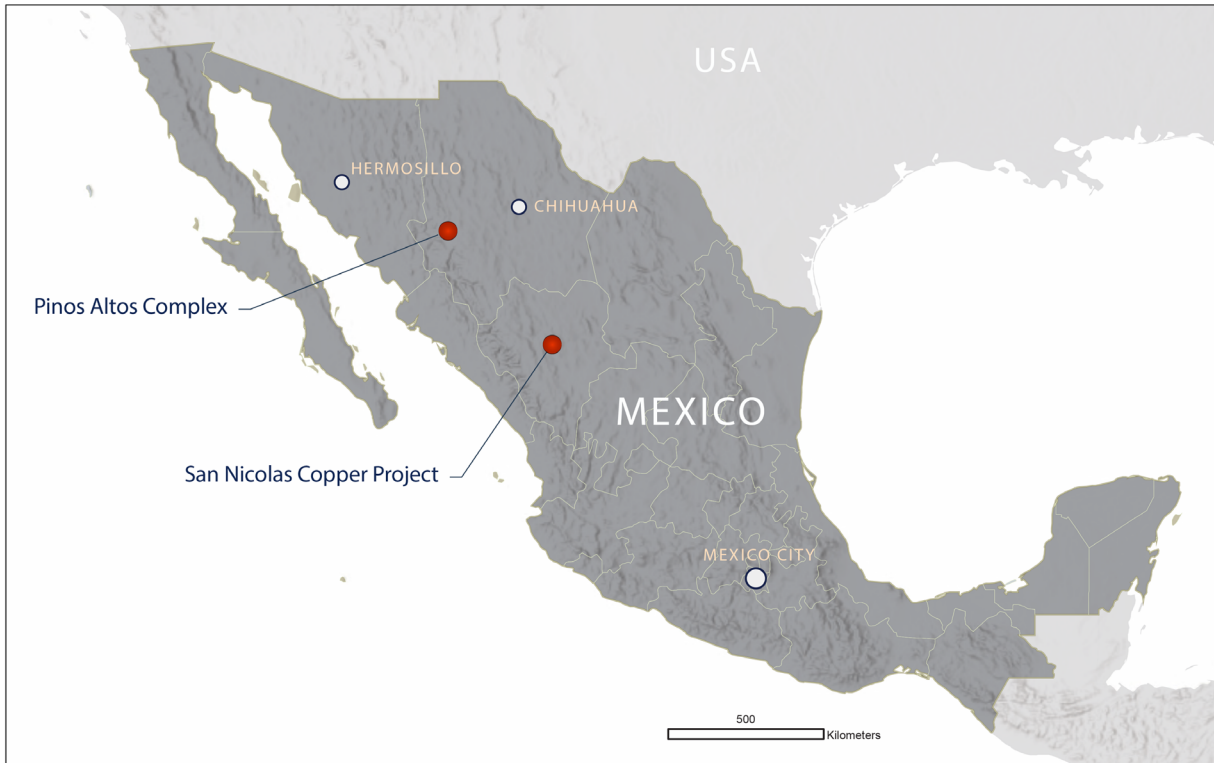 USA
HERMOSILLO
CHIHUAHUA
Pinos Altos Complex
MEXICO
San Nicolas Copper Project
MEXICO CITY
500
Kilometers